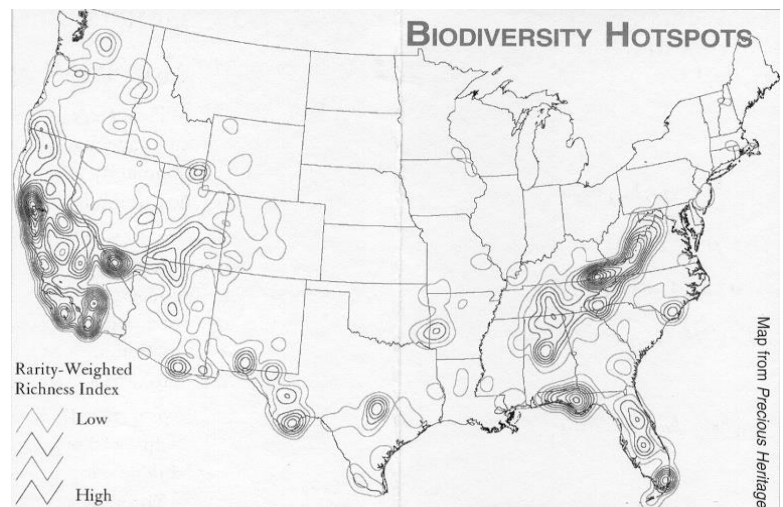 BIODIVERSITY HOTSPOTS
Rarity-Weighted
Richness Index
Low
High
Map from Precious Heritage